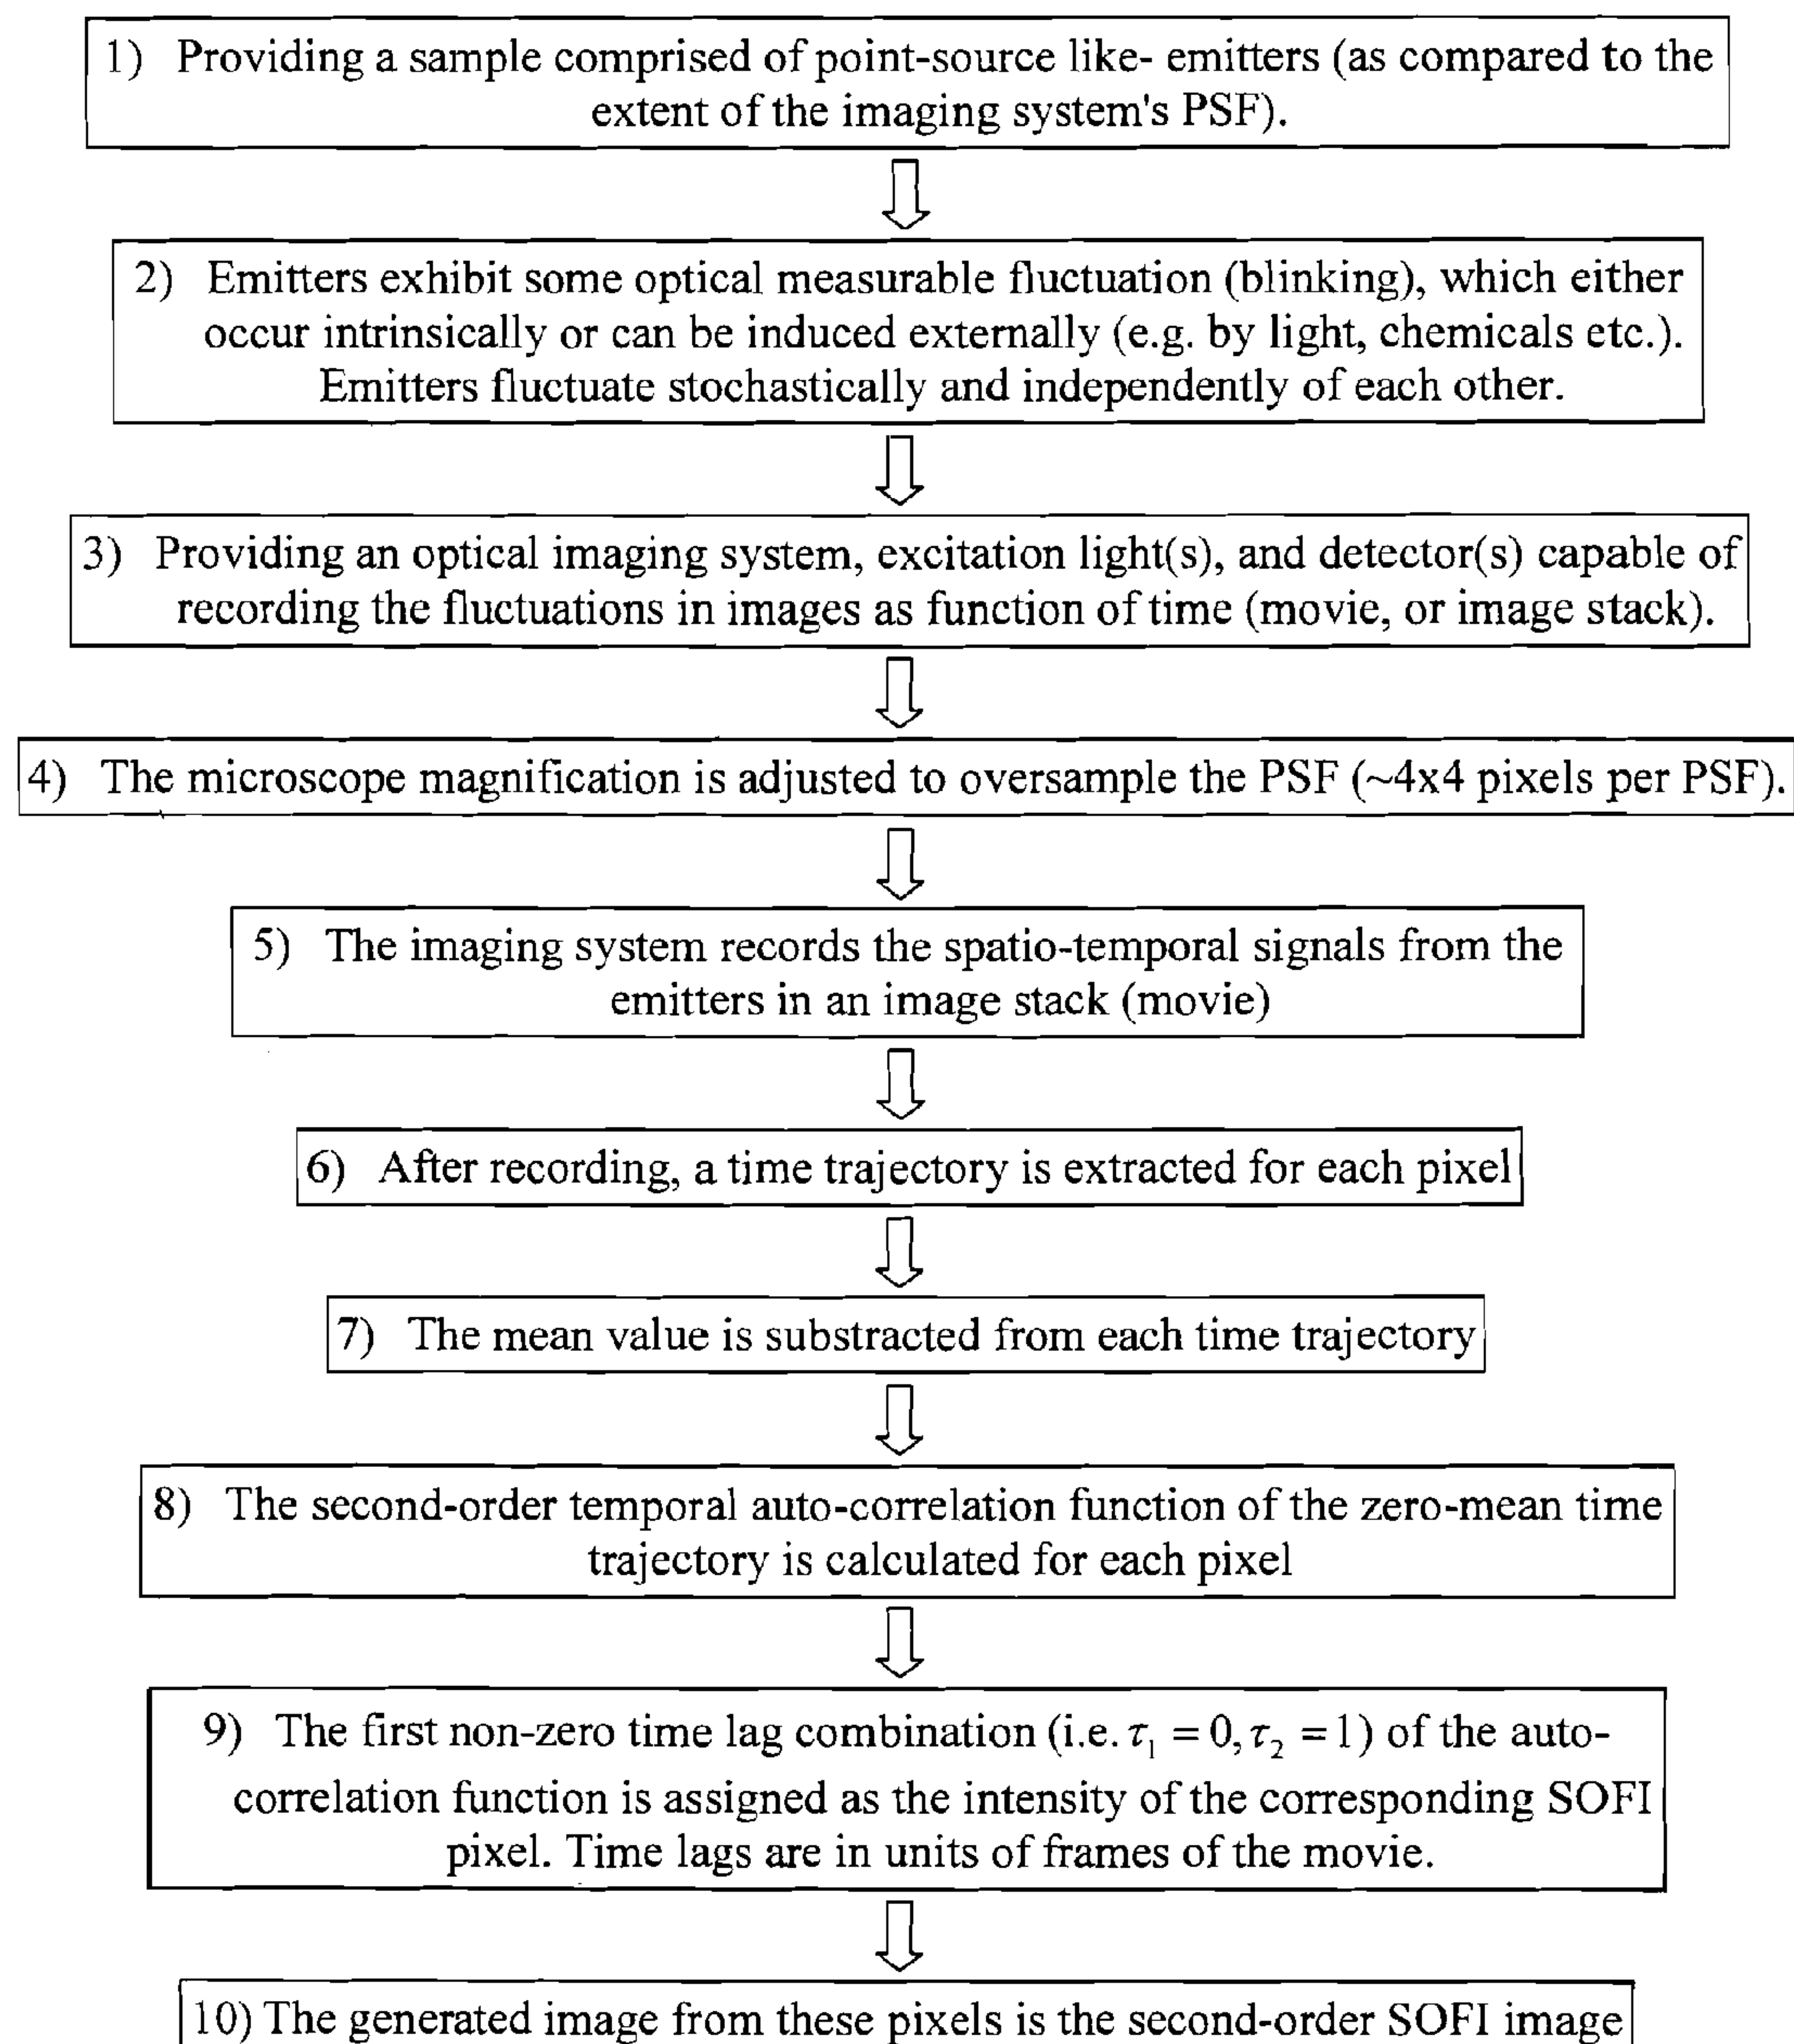 1) Providing a sample comprised of point-source like- emitters (as compared to the
extent of the imaging system's PSF).
2) Emitters exhibit some optical measurable fluctuation (blinking), which either
occur intrinsically or can be induced externally (e.g. by light, chemicals etc.).
Emitters fluctuate stochastically and independently of each other.
3) Providing an optical imaging system, excitation light(s), and detector(s) capable of
recording the fluctuations in images as function of time (movie, or image stack).
4) The microscope magnification is adjusted to oversample the PSF (~4x4 pixels per PSF).
5) The imaging system records the spatio-temporal signals from the
emitters in an image stack (movie)
6) After recording, a time trajectory is extracted for each pixel
7) The mean value is substracted from each time trajectory
8) The second-order temporal auto-correlation function of the zero-mean time
trajectory is calculated for each pixel
9) The first non-zero time lag combination (i.e. τ₁ = 0, τ₂ = 1) of the auto-
correlation function is assigned as the intensity of the corresponding SOFI
pixel. Time lags are in units of frames of the movie.
10) The generated image from these pixels is the second-order SOFI image